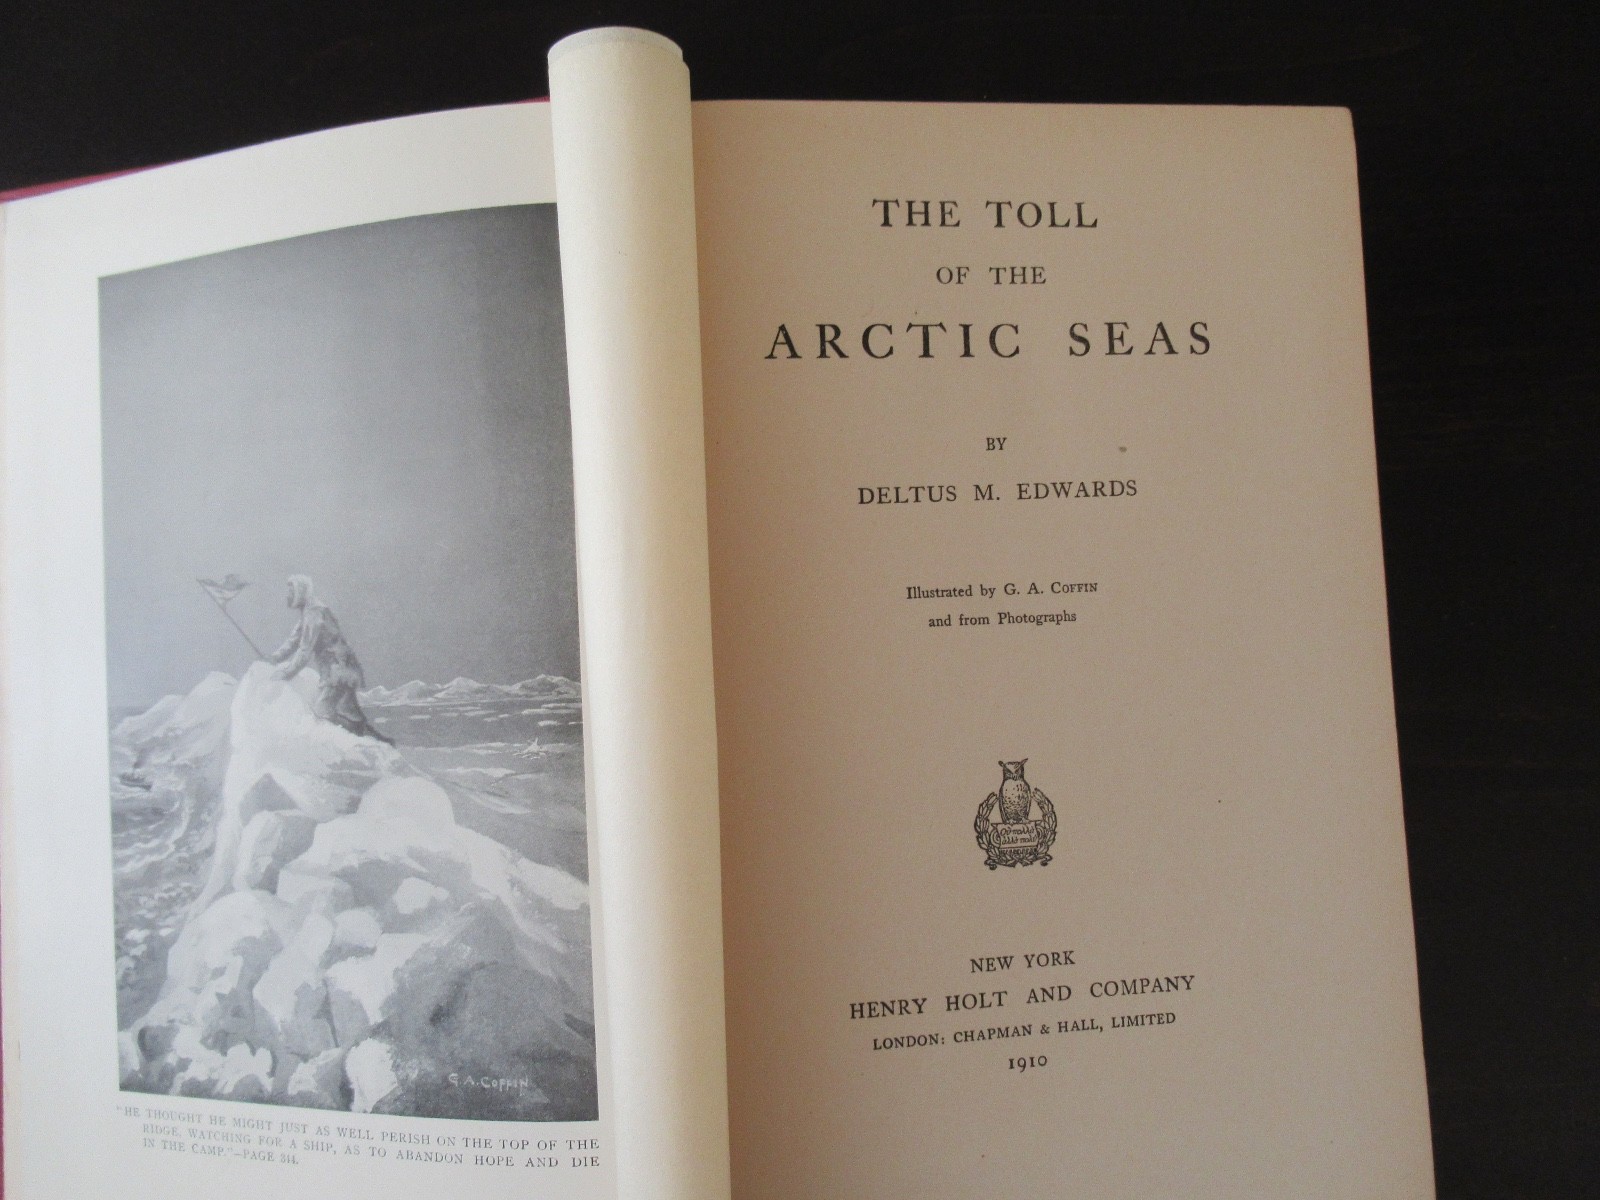 G. A. COFFIN
"HE THOUGHT HE MIGHT JUST AS WELL PERISH ON THE TOP OF THE
RIDGE, WATCHING FOR A SHIP, AS TO ABANDON HOPE AND DIE
IN THE CAMP."—PAGE 314.
THE TOLL
OF THE
ARCTIC SEAS
BY
DELTUS M. EDWARDS
Illustrated by G. A. COFFIN
and from Photographs
NEW YORK
HENRY HOLT AND COMPANY
LONDON: CHAPMAN & HALL, LIMITED
1910